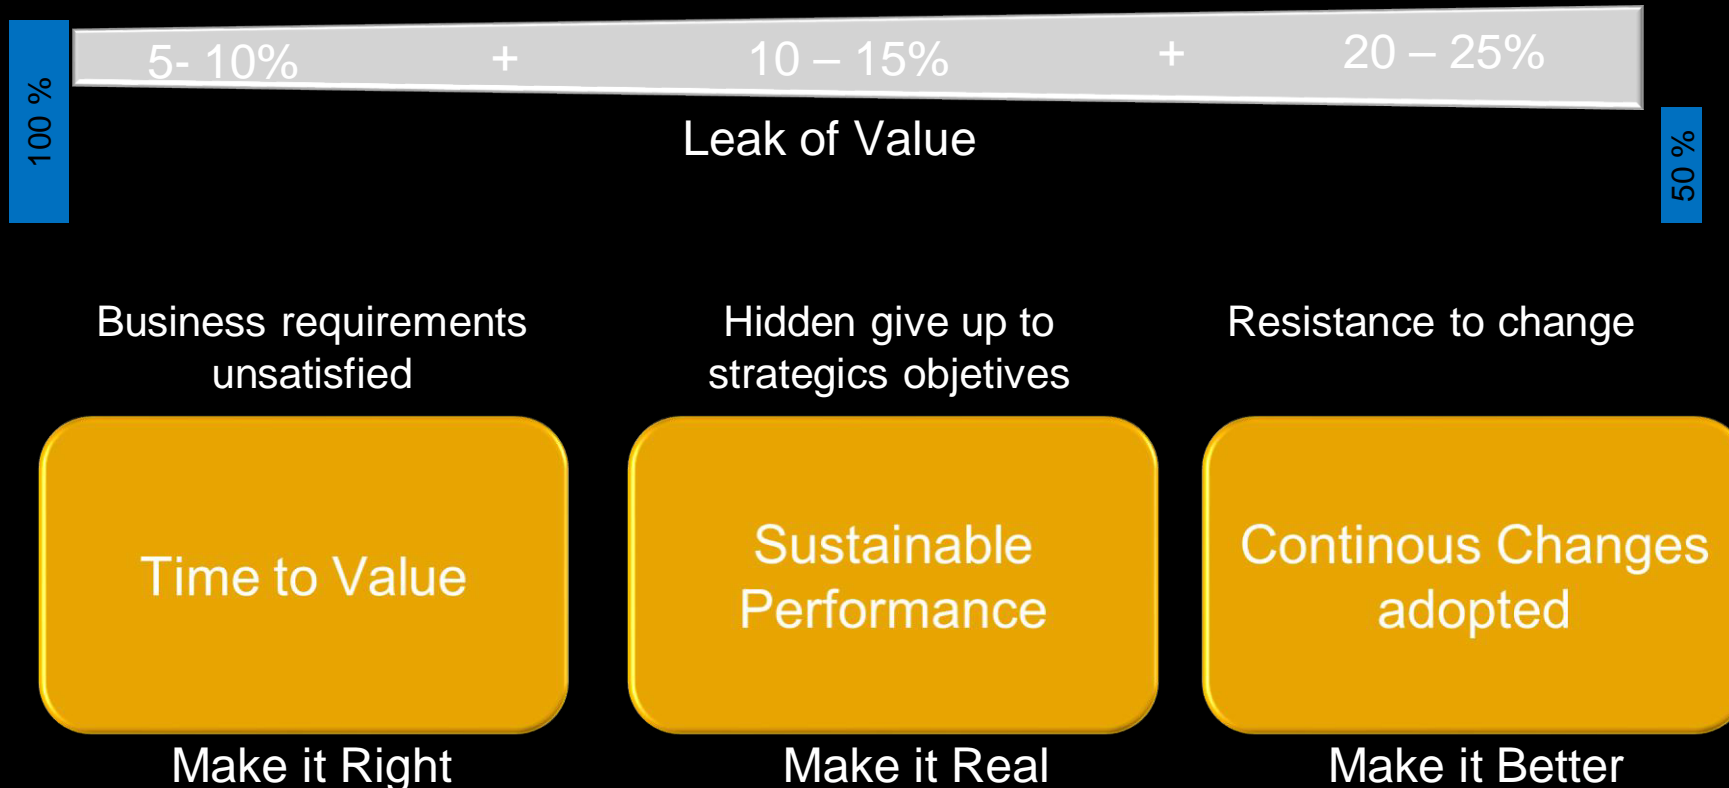 100 %
5- 10% + 10 – 15% + 20 – 25%
Leak of Value
50 %
Business requirements
unsatisfied
Hidden give up to
strategics objetives
Resistance to change
Time to Value
Sustainable
Performance
Continous Changes
adopted
Make it Right
Make it Real
Make it Better